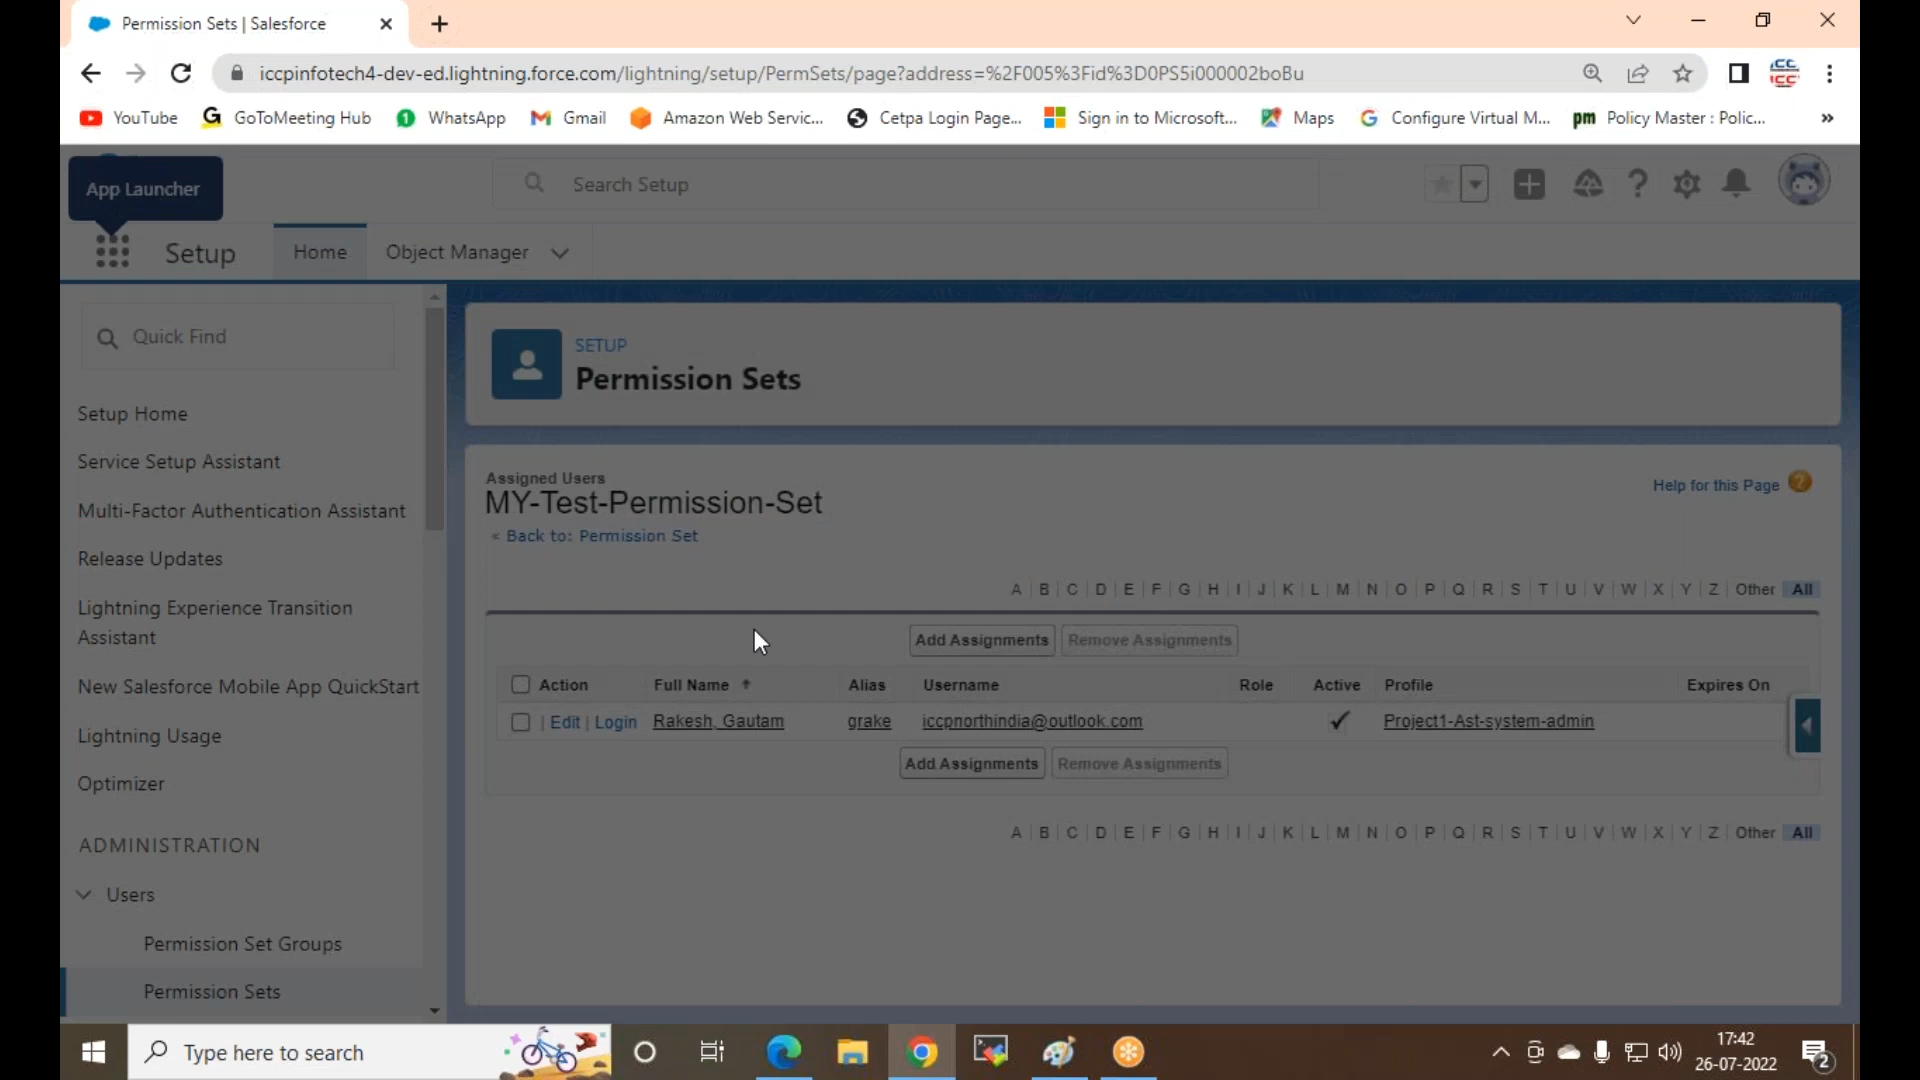 Permission Sets | Salesforce
iccpinfotech4-dev-ed.lightning.force.com/lightning/setup/PermSets/page?address=%2F005%3Fid%3D0PS5i000002boBu
YouTube GoToMeeting Hub WhatsApp Gmail Amazon Web Servic... Cetpa Login Page... Sign in to Microsoft... Maps Configure Virtual M... pm Policy Master : Polic... »
App Launcher
Search Setup
Setup Home Object Manager
Quick Find
Setup Home
Service Setup Assistant
Multi-Factor Authentication Assistant
Release Updates
Lightning Experience Transition
Assistant
New Salesforce Mobile App QuickStart
Lightning Usage
Optimizer
ADMINISTRATION
Users
Permission Set Groups
Permission Sets
SETUP
Permission Sets
Assigned Users
MY-Test-Permission-Set
« Back to: Permission Set
Help for this Page ?
A | B | C | D | E | F | G | H | I | J | K | L | M | N | O | P | Q | R | S | T | U | V | W | X | Y | Z | Other All
Add Assignments Remove Assignments
Action Full Name ↑ Alias Username Role Active Profile Expires On
| Edit | Login Rakesh, Gautam grake iccpnorthindia@outlook.com ✓ Project1-Ast-system-admin
Add Assignments Remove Assignments
A | B | C | D | E | F | G | H | I | J | K | L | M | N | O | P | Q | R | S | T | U | V | W | X | Y | Z | Other All
Type here to search
17:42
26-07-2022
2